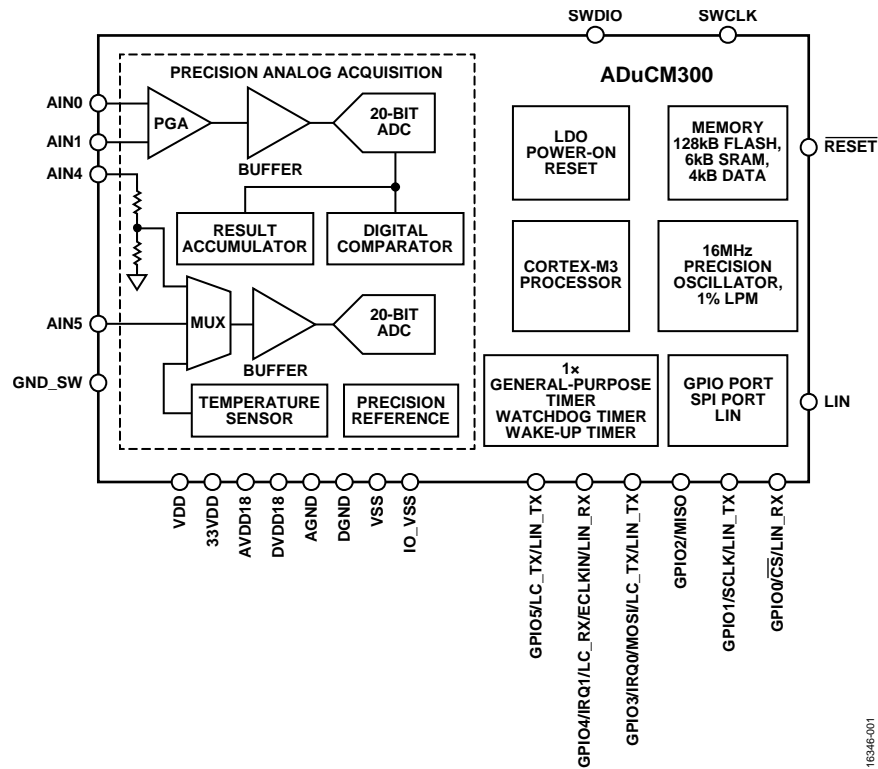 SWDIO
SWCLK
PRECISION ANALOG ACQUISITION
ADuCM300
AIN0
AIN1
AIN4
PGA
BUFFER
20-BIT
ADC
LDO
POWER-ON
RESET
MEMORY
128kB FLASH,
6kB SRAM,
4kB DATA
RESET
RESULT
ACCUMULATOR
DIGITAL
COMPARATOR
CORTEX-M3
PROCESSOR
16MHz
PRECISION
OSCILLATOR,
1% LPM
AIN5
MUX
BUFFER
20-BIT
ADC
GND_SW
TEMPERATURE
SENSOR
PRECISION
REFERENCE
1×
GENERAL-PURPOSE
TIMER
WATCHDOG TIMER
WAKE-UP TIMER
GPIO PORT
SPI PORT
LIN
LIN
VDD
33VDD
AVDD18
DVDD18
AGND
DGND
VSS
IO_VSS
GPIO5/LC_TX/LIN_TX
GPIO4/IRQ1/LC_RX/ECLKIN/LIN_RX
GPIO3/IRQ0/MOSI/LC_TX/LIN_TX
GPIO2/MISO
GPIO1/SCLK/LIN_TX
GPIO0/CS/LIN_RX
16346-001